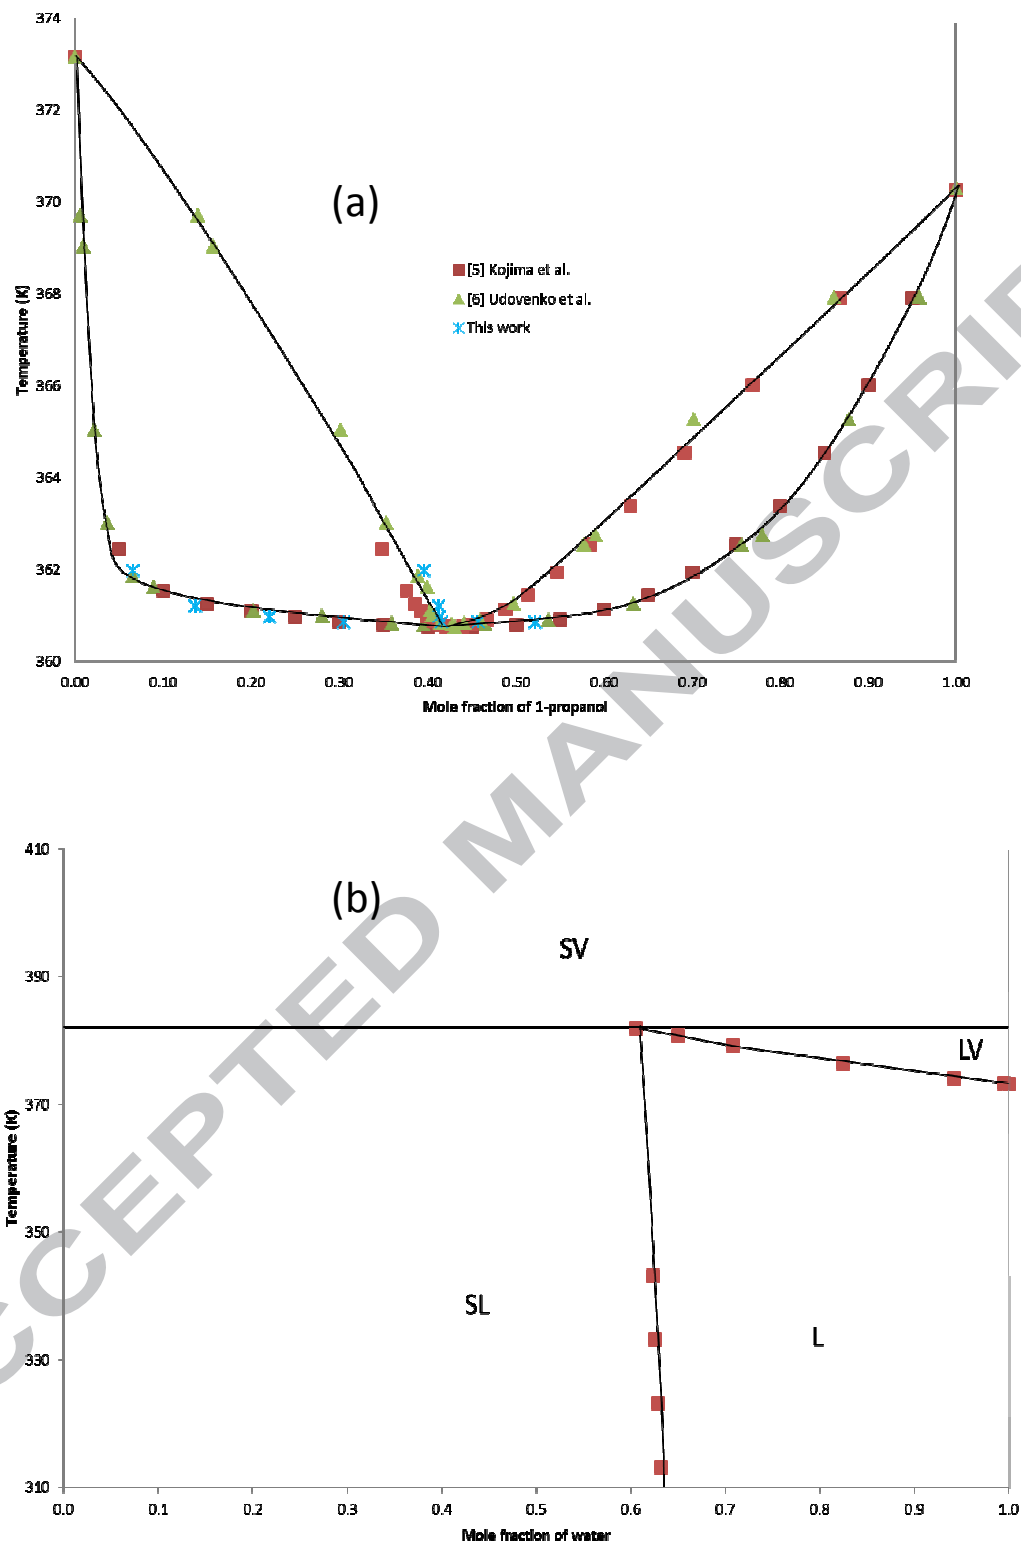 374
372
370
368
366
364
362
360
Temperature (K)
(a)
[5] Kojima et al.
[6] Udovenko et al.
This work
0.00 0.10 0.20 0.30 0.40 0.50 0.60 0.70 0.80 0.90 1.00
Mole fraction of 1-propanol
ACCEPTED MANUSCRIPT
410
390
370
350
330
310
Temperature (K)
(b)
SV
LV
SL
L
0.0 0.1 0.2 0.3 0.4 0.5 0.6 0.7 0.8 0.9 1.0
Mole fraction of water